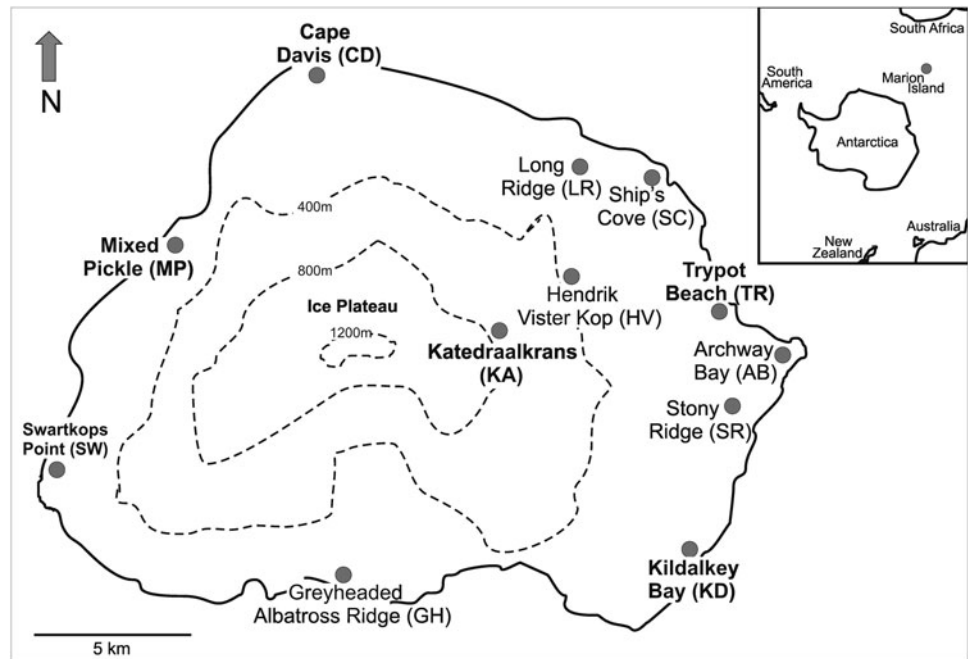 N
Cape
Davis (CD)
South Africa
South
America
Marion
Island
Antarctica
New
Zealand
Australia
Long
Ridge (LR)
Ship's
Cove (SC)
400m
Mixed
Pickle (MP)
800m
Ice Plateau
1200m
Hendrik
Vister Kop (HV)
Trypot
Beach (TR)
Katedraalkrans
(KA)
Archway
Bay (AB)
Stony
Ridge (SR)
Swartkops
Point (SW)
Kildalkey
Bay (KD)
Greyheaded
Albatross Ridge (GH)
5 km